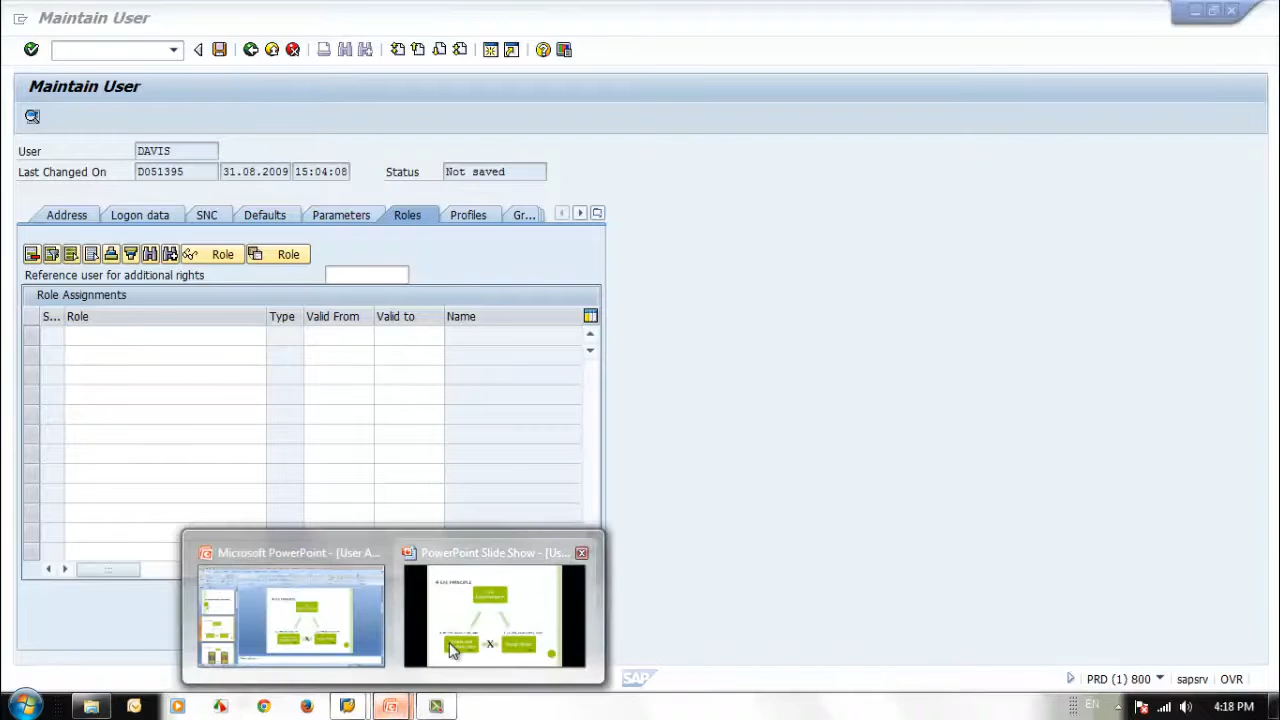 Maintain User
Maintain User
User DAVIS
Last Changed On D051395 31.08.2009 15:04:08 Status Not saved
Address Logon data SNC Defaults Parameters Roles Profiles Gr...
Role Role
Reference user for additional rights
Role Assignments
S... Role Type Valid From Valid to Name
Microsoft PowerPoint - [User A... PowerPoint Slide Show - [Us...
X
SAP PRD (1) 800 sapsrv OVR
EN 4:18 PM